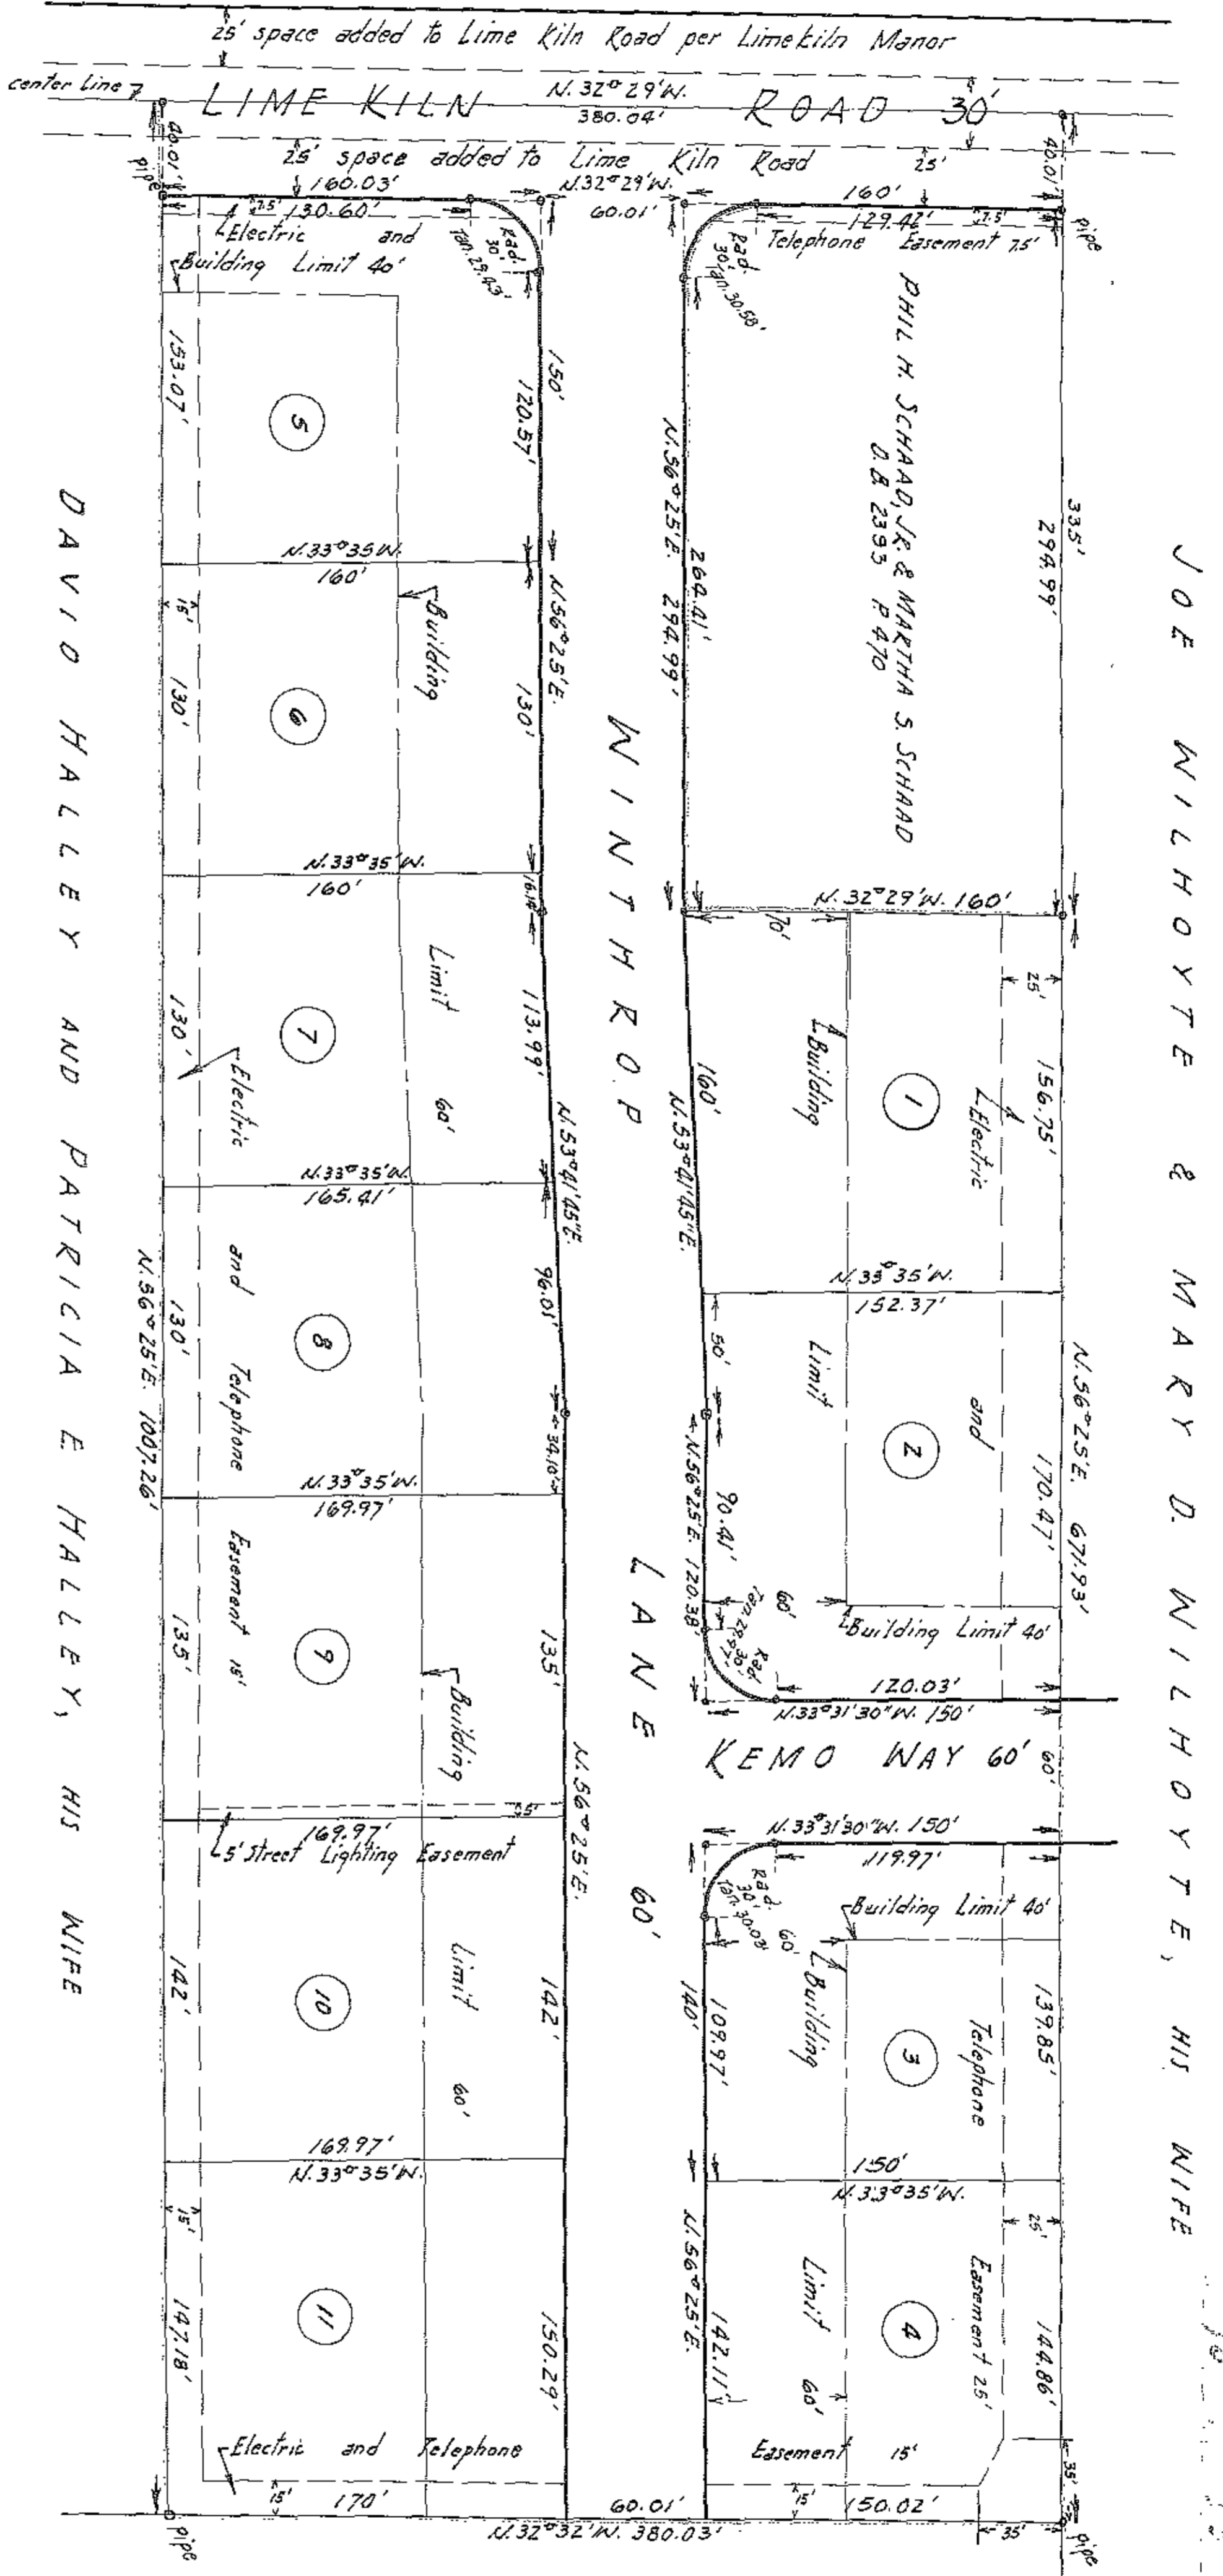 25' space added to Lime Kiln Road per Limekiln Manor
center line
LIME KILN ROAD 30'
N. 32° 29' W.
380.04'
40.01'
pipe
25' space added to Lime Kiln Road
25'
40.01'
pipe
160.03'
N. 32° 29' W.
60.01'
160'
7.5'
130.60'
129.42'
7.5'
Electric and
Telephone Easement 7.5'
Building Limit 40'
Rad. 30'
Tan. 29.43'
Rad. 30'
Tan. 30.58'
PHIL H. SCHAAD, JR. & MARTHA S. SCHAAD
D.B. 2393 P. 470
153.07'
5
150'
120.57'
N. 56° 25' E. 294.99'
264.41'
335'
294.99'
JOE WILHOYTE & MARY D. WILHOYTE, HIS WIFE
DAVID HALLEY AND PATRICIA E HALLEY, HIS WIFE
N. 33° 35' W.
160'
15'
130'
6
Building
130'
N. 56° 25' E.
WINTHROP
N. 33° 35' W.
160'
16.14'
N. 32° 29' W. 160'
70'
25'
Limit
60'
7
113.99'
130'
Electric
160'
N. 53° 41' 45" E.
Building
1
Electric
156.75'
N. 33° 35' W.
165.41'
N. 53° 41' 45" E.
N. 33° 35' W.
152.37'
N. 56° 25' E. 1007.26'
130'
and
Telephone
8
96.01'
34.10'
50'
Limit
2
and
170.47'
N. 56° 25' E. 671.93'
N. 33° 35' W.
169.97'
N. 56° 25' E. 120.38'
90.41'
Rad. 30'
Tan. 29.97'
60'
Building Limit 40'
135'
Easement 15'
9
Building
135'
LANE
120.03'
N. 33° 31' 30" W. 150'
KEMO WAY 60'
60'
N. 56° 25' E.
5'
169.97'
5' Street Lighting Easement
N. 33° 31' 30" W. 150'
119.97'
60'
Rad. 30'
Tan. 30.03'
60'
Building Limit 40'
142'
10
Limit
60'
142'
140'
109.97'
Building
3
Telephone
139.85'
169.97'
N. 33° 35' W.
150'
N. 33° 35' W.
15'
147.18'
11
150.29'
N. 56° 25' E.
142.11'
Limit
60'
4
25'
Easement 25'
144.86'
Electric and Telephone
Easement 15'
35'
15'
170'
60.01'
15'
150.02'
35'
N. 32° 32' W. 380.03'
pipe
pipe